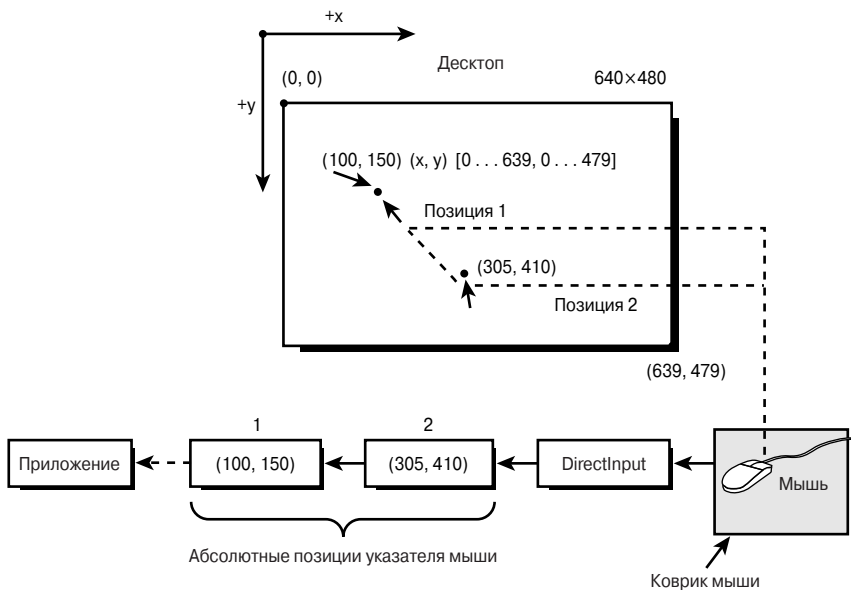 +x
Десктоп
(0, 0)
640×480
+y
(100, 150) (x, y) [0 . . . 639, 0 . . . 479]
Позиция 1
(305, 410)
Позиция 2
(639, 479)
1
2
Приложение
(100, 150)
(305, 410)
DirectInput
Мышь
Абсолютные позиции указателя мыши
Коврик мыши